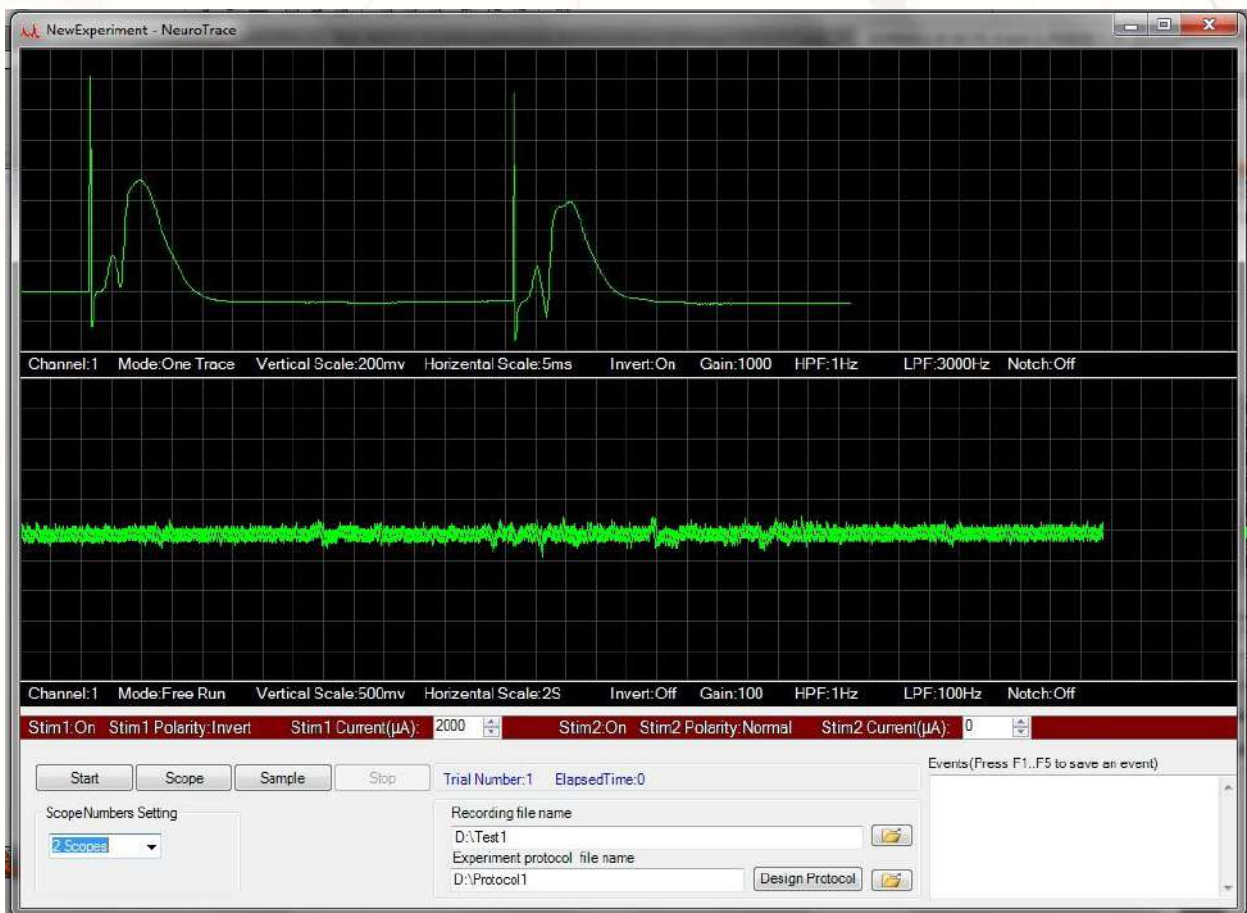 NewExperiment - NeuroTrace
Channel:1 Mode:One Trace Vertical Scale:200mv Horizental Scale:5ms Invert:On Gain:1000 HPF:1Hz LPF:3000Hz Notch:Off
Channel:1 Mode:Free Run Vertical Scale:500mv Horizental Scale:2S Invert:Off Gain:100 HPF:1Hz LPF:100Hz Notch:Off
Stim1:On Stim1 Polarity:Invert Stim1 Current(µA): 2000 Stim2:On Stim2 Polarity:Normal Stim2 Current(µA): 0
Start Scope Sample Stop Trial Number:1 ElapsedTime:0 Events(Press F1..F5 to save an event)
ScopeNumbers Setting
2 Scopes
Recording file name
D:\Test1
Experiment protocol file name
D:\Protocol1 Design Protocol